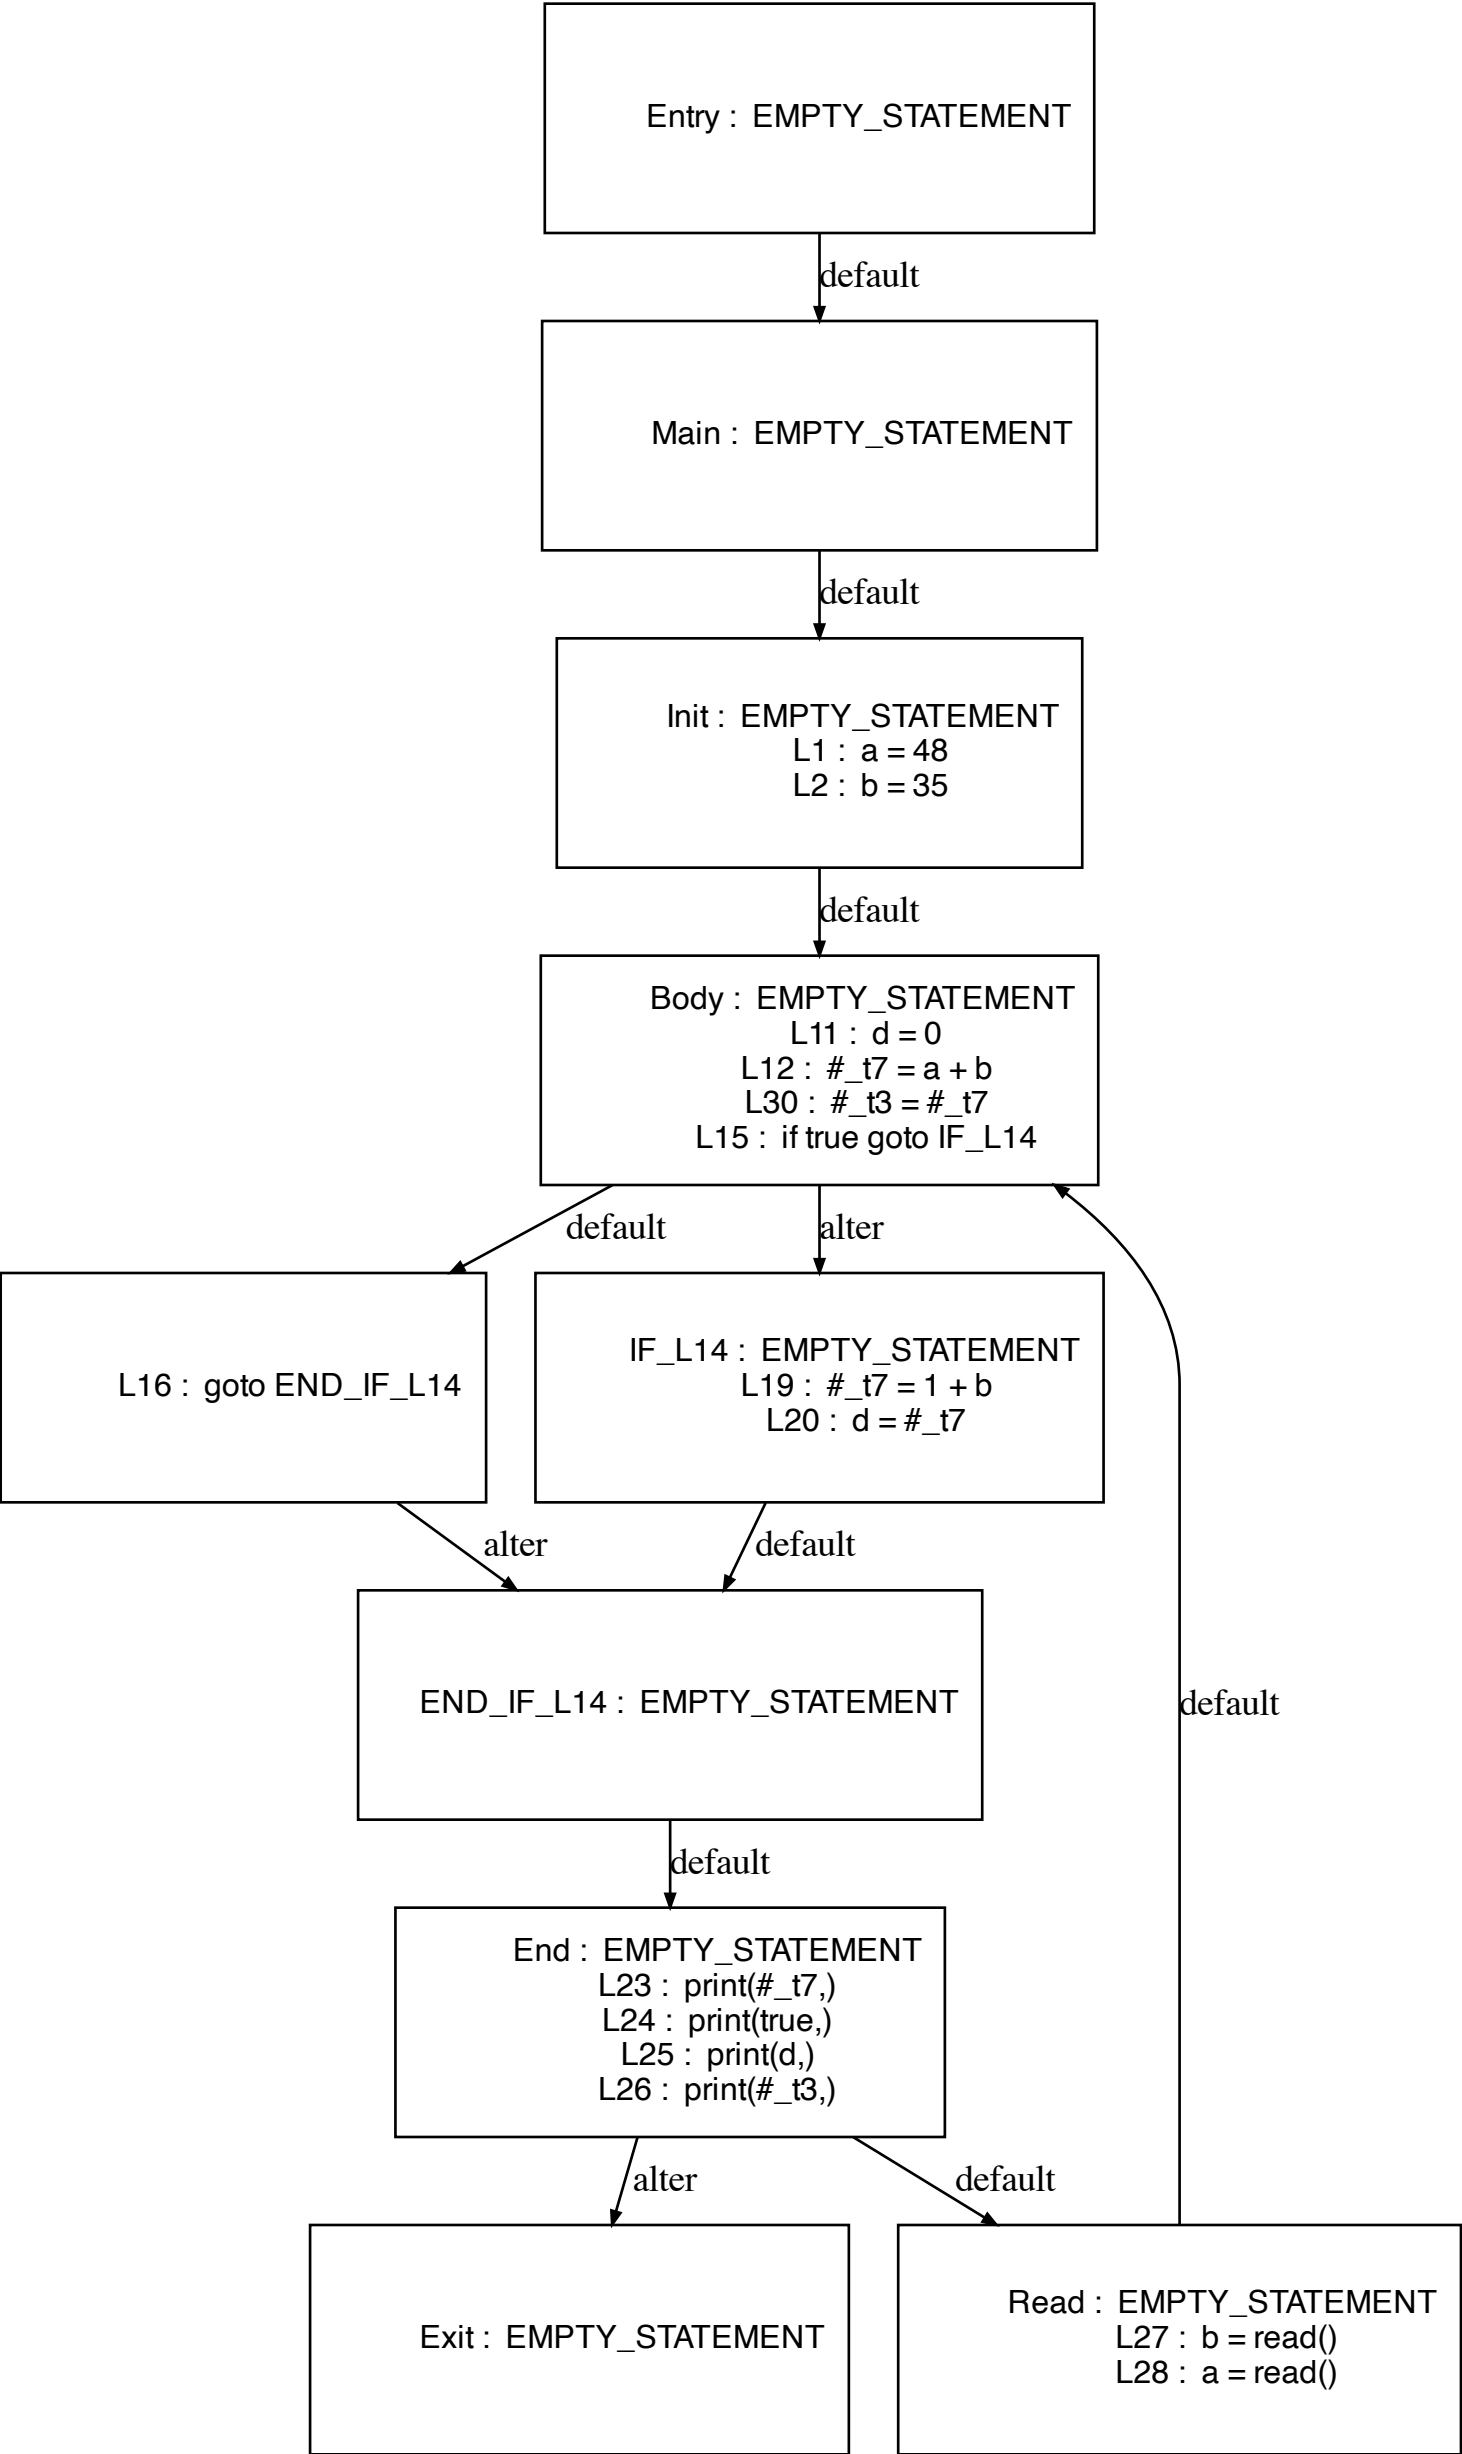 Entry :  EMPTY_STATEMENT
default
Main :  EMPTY_STATEMENT
default
Init :  EMPTY_STATEMENT
L1 :  a = 48
L2 :  b = 35
default
Body :  EMPTY_STATEMENT
L11 :  d = 0
L12 :  #_t7 = a + b
L30 :  #_t3 = #_t7
L15 :  if true goto IF_L14
default
alter
L16 :  goto END_IF_L14
IF_L14 :  EMPTY_STATEMENT
L19 :  #_t7 = 1 + b
L20 :  d = #_t7
alter
default
END_IF_L14 :  EMPTY_STATEMENT
default
default
End :  EMPTY_STATEMENT
L23 :  print(#_t7,)
L24 :  print(true,)
L25 :  print(d,)
L26 :  print(#_t3,)
alter
default
Exit :  EMPTY_STATEMENT
Read :  EMPTY_STATEMENT
L27 :  b = read()
L28 :  a = read()